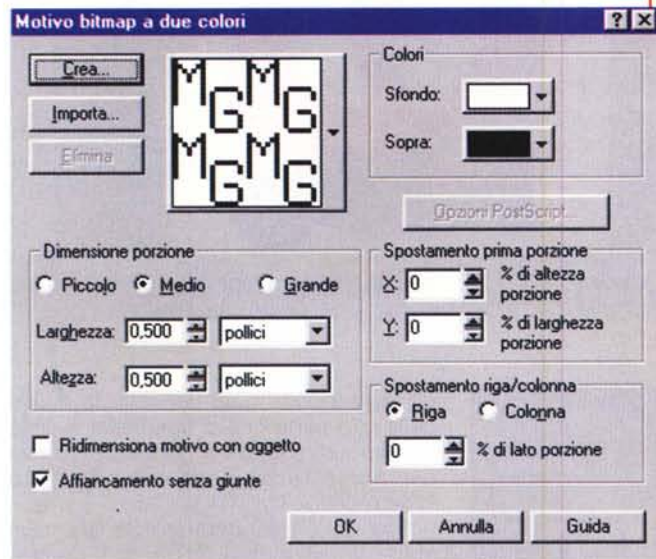 Motivo bitmap a due colori
Crea...
Importa...
Elimina
MGMG
MGMG
Colori
Sfondo:
Sopra:
Opzioni PostScript...
Dimensione porzione
Piccolo Medio Grande
Larghezza: 0,500 pollici
Altezza: 0,500 pollici
Ridimensiona motivo con oggetto
Affiancamento senza giunte
Spostamento prima porzione
X: 0 % di altezza
porzione
Y: 0 % di larghezza
porzione
Spostamento riga/colonna
Riga Colonna
0 % di lato porzione
OK Annulla Guida